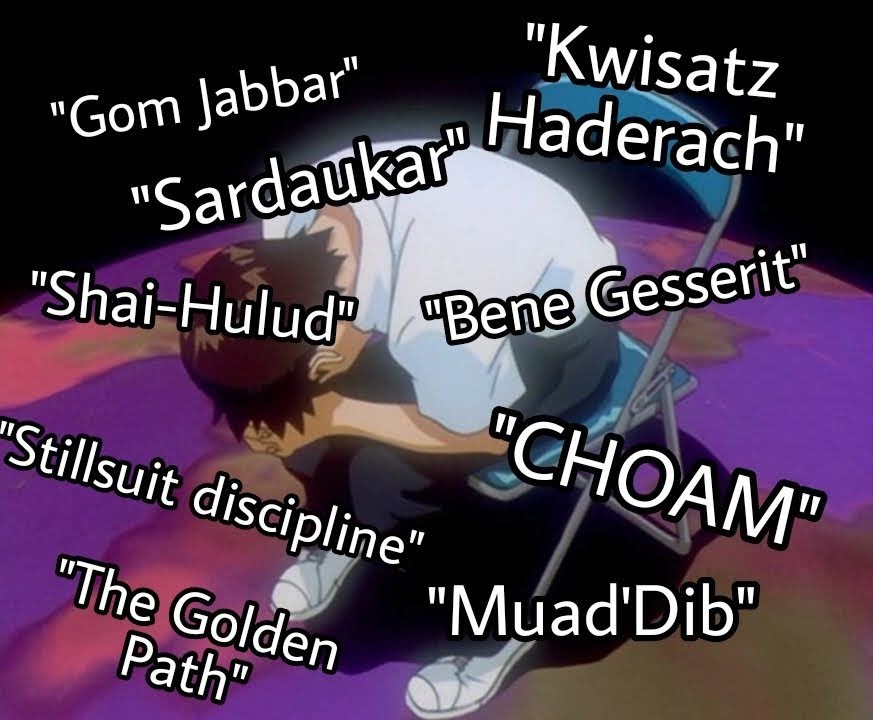 "Kwisatz
Haderach"
"Gom Jabbar"
"Sardaukar"
"Shai-Hulud"
"Bene Gesserit"
"Stillsuit discipline"
"CHOAM"
"The Golden
Path"
"Muad'Dib"